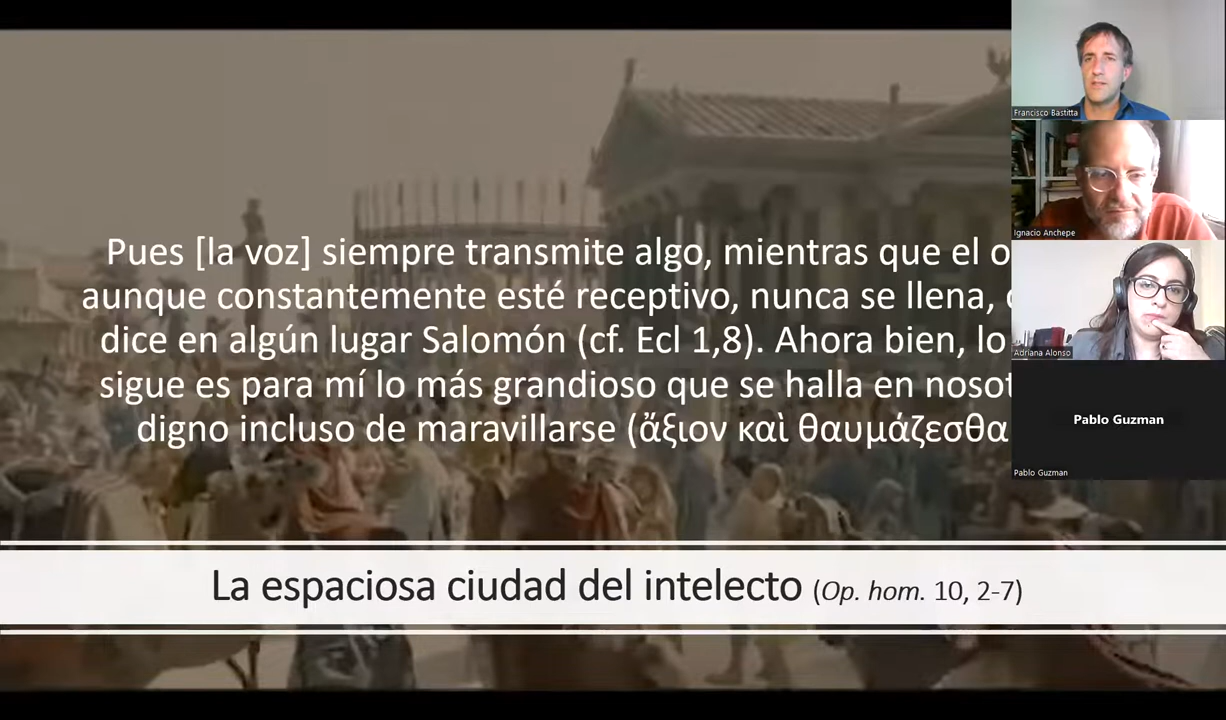 Pues [la voz] siempre transmite algo, mientras que el o
aunque constantemente esté receptivo, nunca se llena,
dice en algún lugar Salomón (cf. Ecl 1,8). Ahora bien, lo
sigue es para mí lo más grandioso que se halla en nosot
digno incluso de maravillarse (ἄξιον καὶ θαυμάζεσθα
La espaciosa ciudad del intelecto (Op. hom. 10, 2-7)
Francisco Bastitta
Ignacio Anchepe
Adriana Alonso
Pablo Guzman
Pablo Guzman